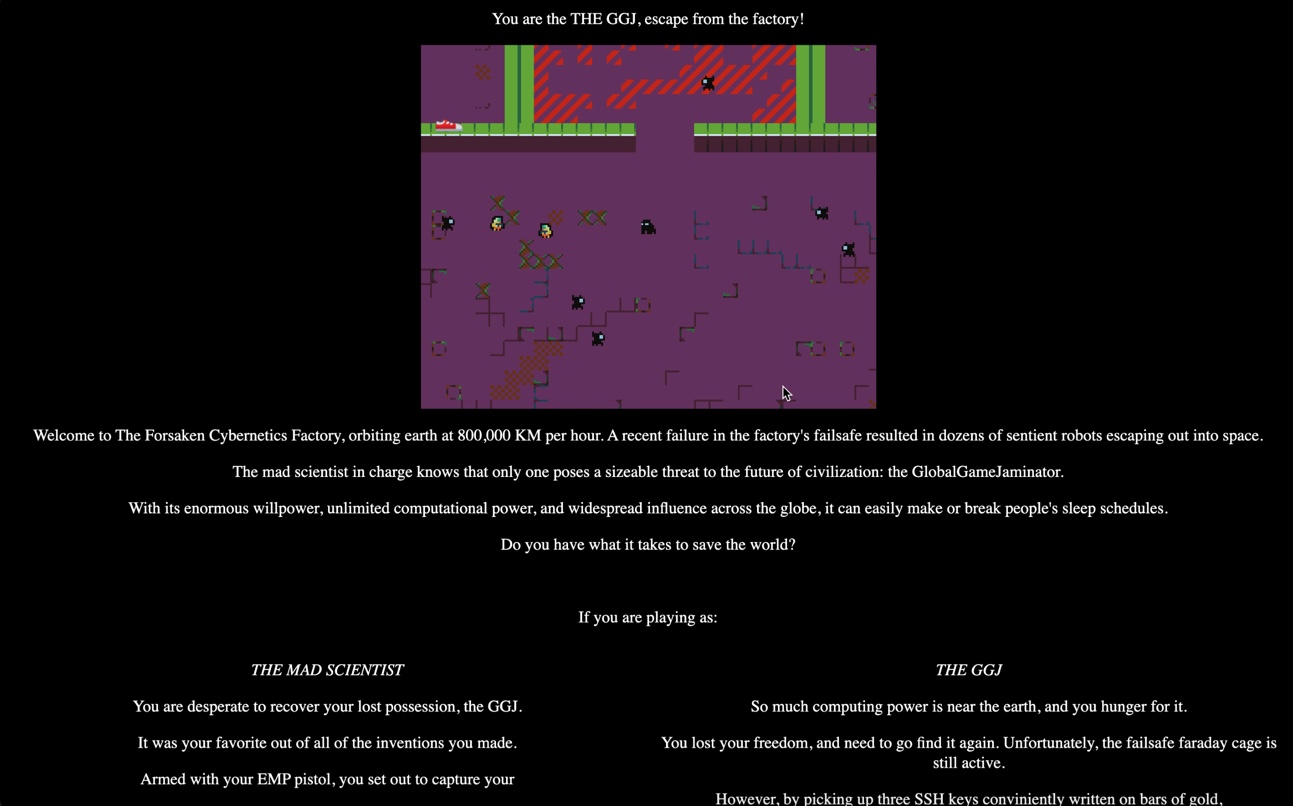 You are the THE GGJ, escape from the factory!
Welcome to The Forsaken Cybernetics Factory, orbiting earth at 800,000 KM per hour. A recent failure in the factory's failsafe resulted in dozens of sentient robots escaping out into space.
The mad scientist in charge knows that only one poses a sizeable threat to the future of civilization: the GlobalGameJaminator.
With its enormous willpower, unlimited computational power, and widespread influence across the globe, it can easily make or break people's sleep schedules.
Do you have what it takes to save the world?
If you are playing as:
THE MAD SCIENTIST
You are desperate to recover your lost possession, the GGJ.
It was your favorite out of all of the inventions you made.
Armed with your EMP pistol, you set out to capture your
THE GGJ
So much computing power is near the earth, and you hunger for it.
You lost your freedom, and need to go find it again. Unfortunately, the failsafe faraday cage is
still active.
However, by picking up three SSH keys conviniently written on bars of gold,